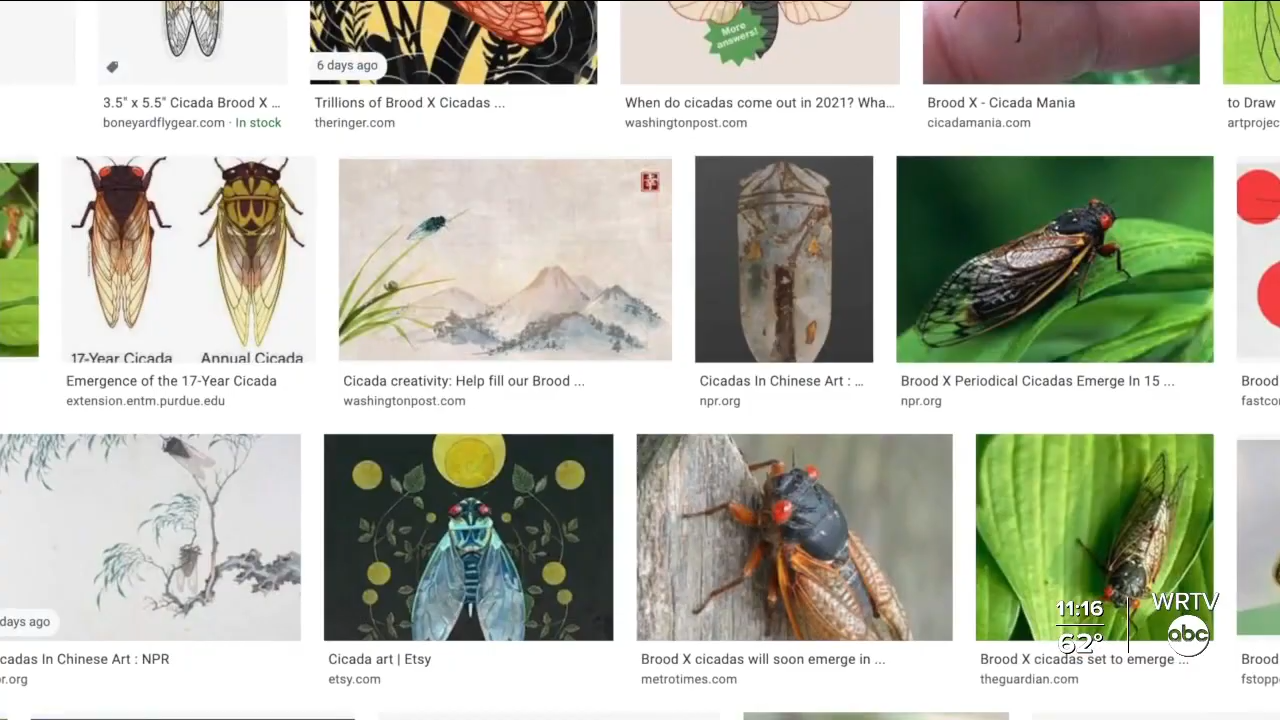 More
answers!
6 days ago
3.5" x 5.5" Cicada Brood X ...
boneyardflygear.com · In stock
Trillions of Brood X Cicadas ...
theringer.com
When do cicadas come out in 2021? Wha...
washingtonpost.com
Brood X - Cicada Mania
cicadamania.com
to Draw
artprojec
17-Year Cicada
Annual Cicada
Emergence of the 17-Year Cicada
extension.entm.purdue.edu
Cicada creativity: Help fill our Brood ...
washingtonpost.com
Cicadas In Chinese Art : ...
npr.org
Brood X Periodical Cicadas Emerge In 15 ...
npr.org
Brood
fastcor
days ago
cadas In Chinese Art : NPR
r.org
Cicada art | Etsy
etsy.com
Brood X cicadas will soon emerge in ...
metrotimes.com
Brood X cicadas set to emerge ...
theguardian.com
Brood
fstopp
11:16
62°
WRTV
abc